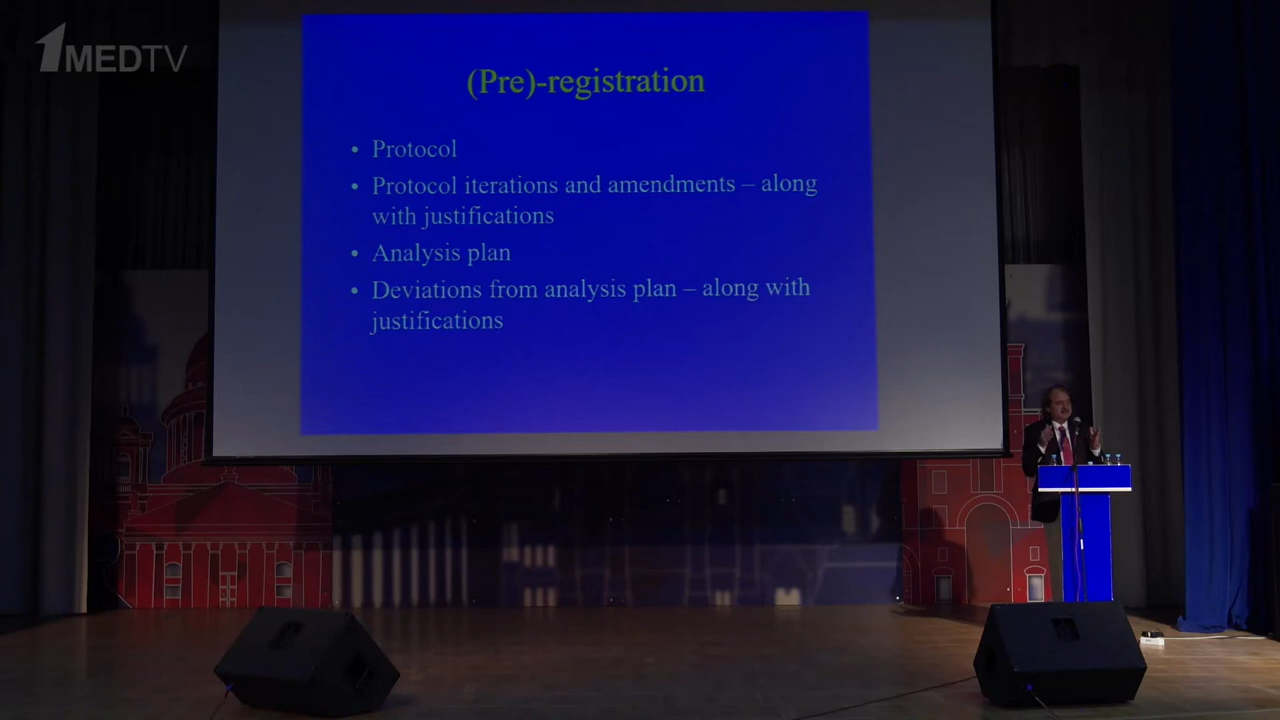 1MEDTV
(Pre)-registration
• Protocol
• Protocol iterations and amendments – along
with justifications
• Analysis plan
• Deviations from analysis plan – along with
justifications